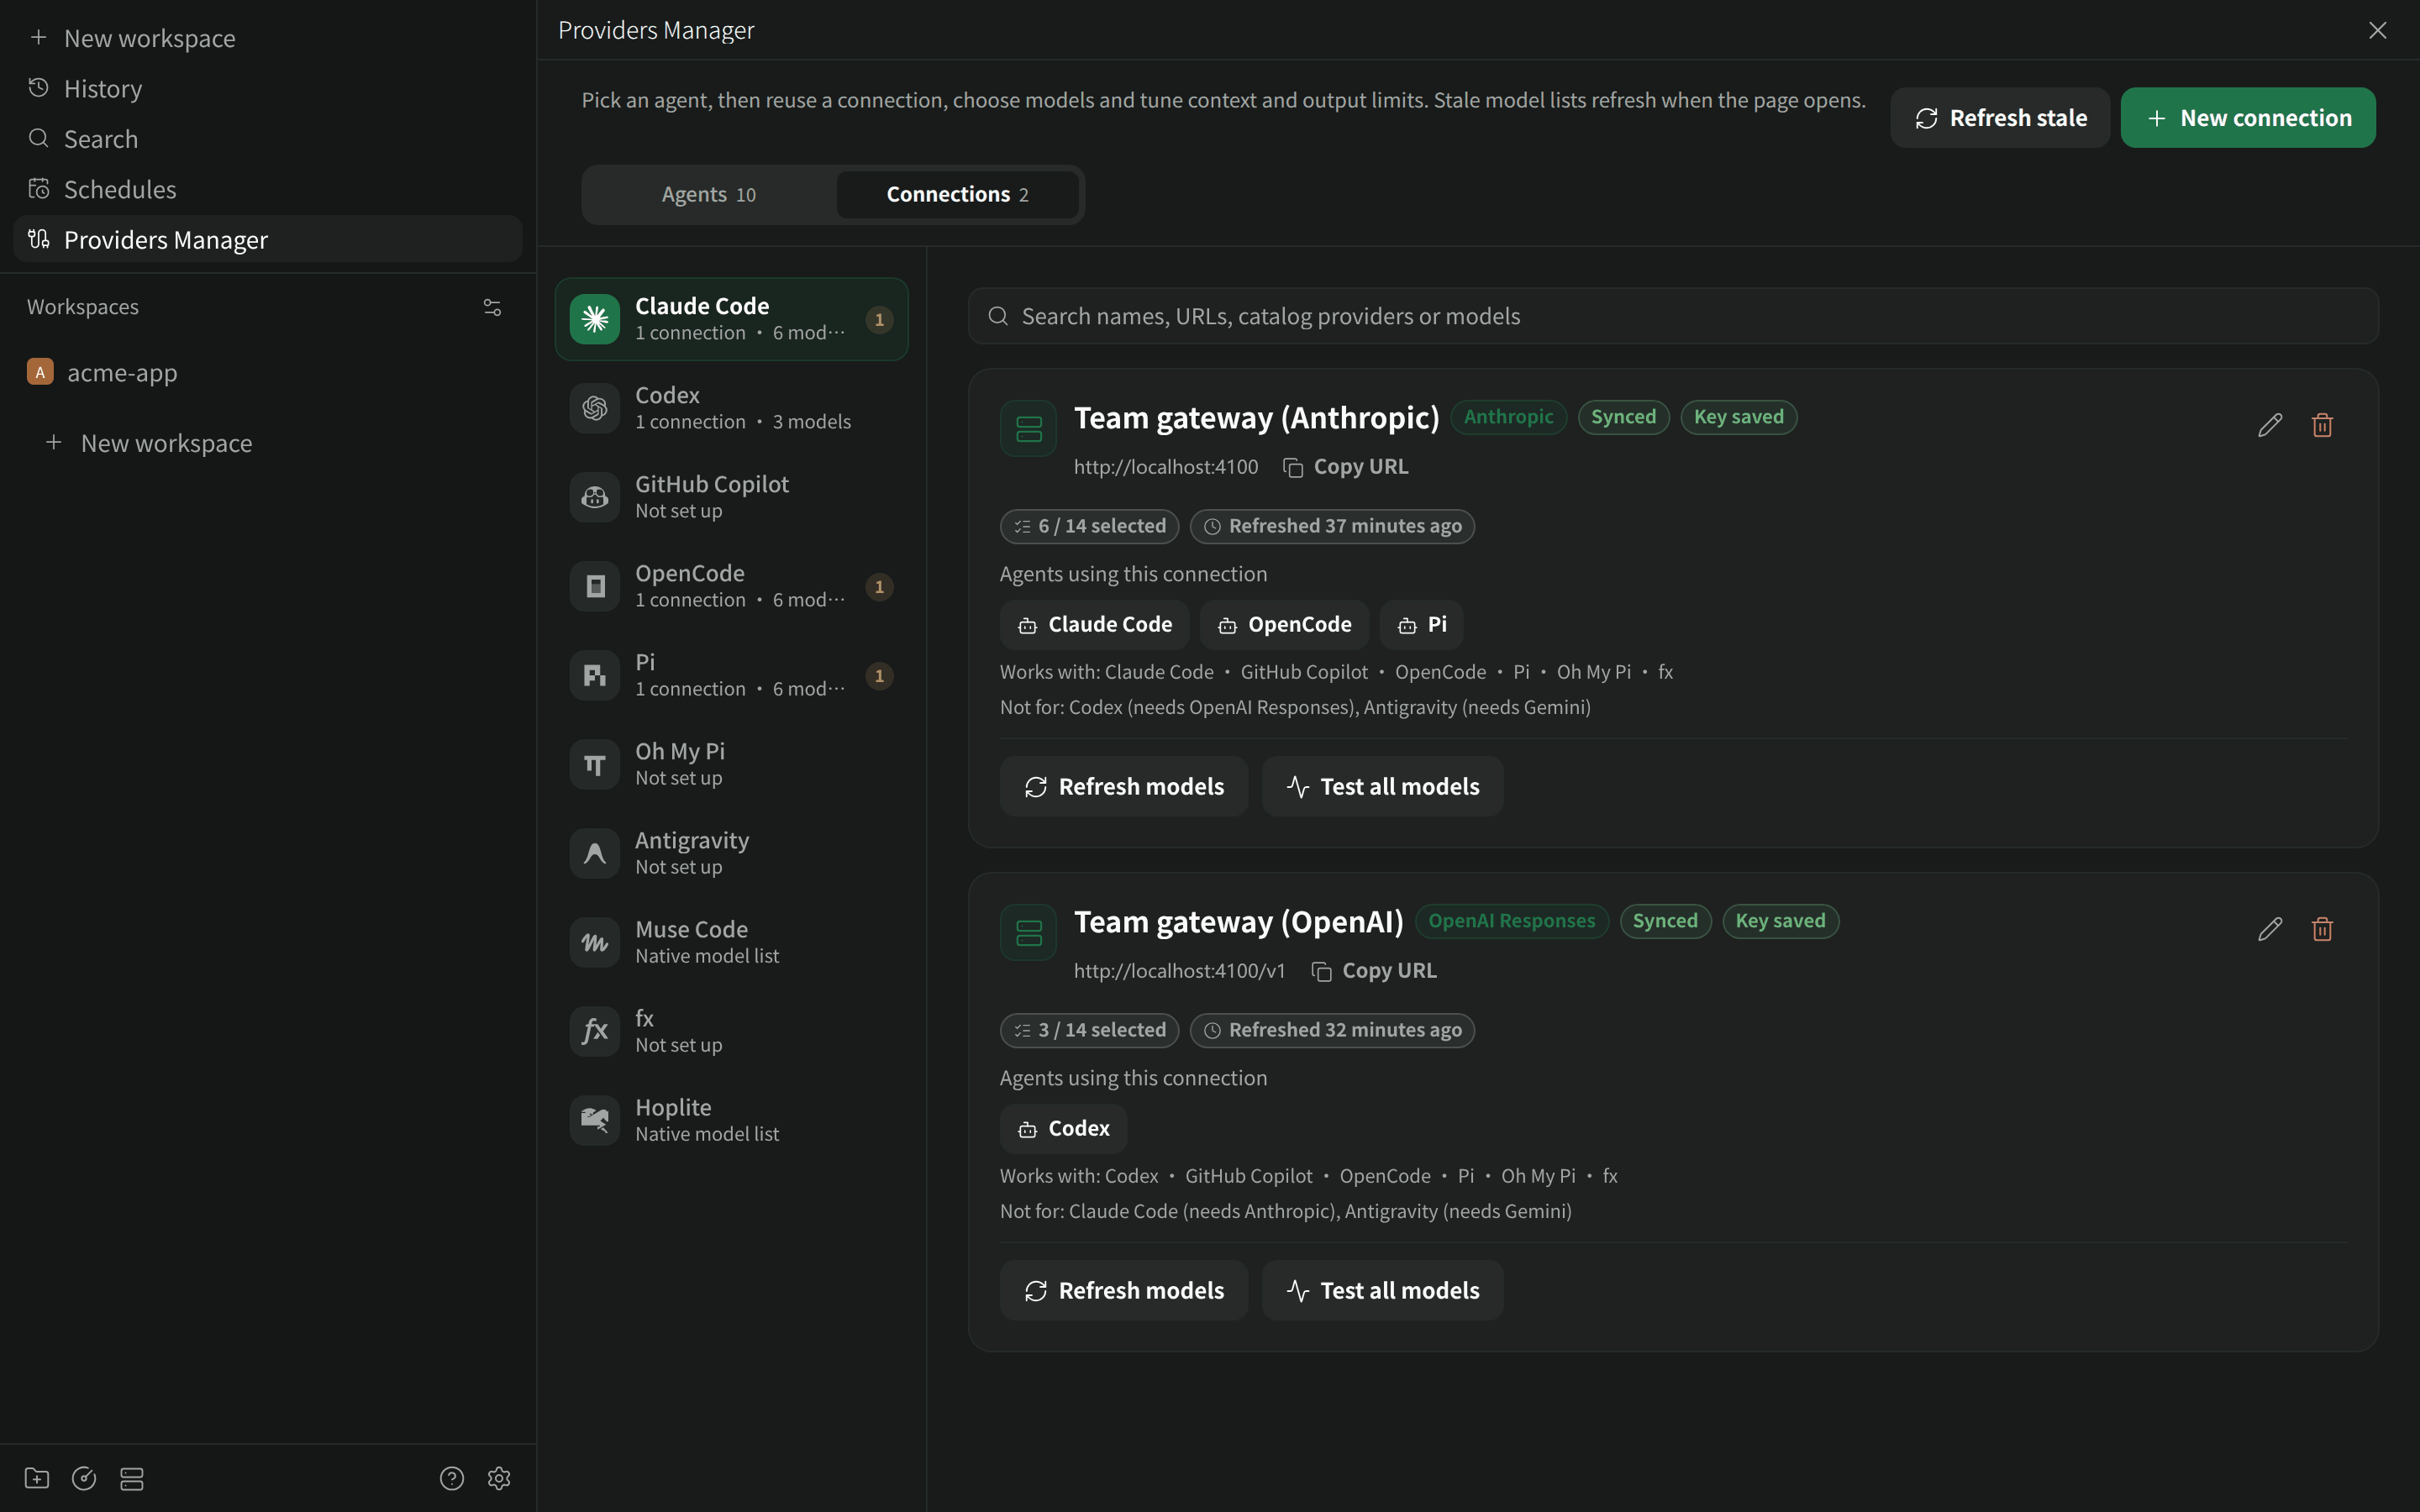 New workspace
History
Search
Schedules
Providers Manager
Workspaces
A acme-app
New workspace
Providers Manager
Pick an agent, then reuse a connection, choose models and tune context and output limits. Stale model lists refresh when the page opens.
Refresh stale
New connection
Agents 10
Connections 2
Claude Code
1 connection • 6 mod…
1
Codex
1 connection • 3 models
GitHub Copilot
Not set up
OpenCode
1 connection • 6 mod…
1
Pi
1 connection • 6 mod…
1
Oh My Pi
Not set up
Antigravity
Not set up
Muse Code
Native model list
fx
fx
Not set up
Hoplite
Native model list
Search names, URLs, catalog providers or models
Team gateway (Anthropic) Anthropic Synced Key saved
http://localhost:4100 Copy URL
6 / 14 selected Refreshed 37 minutes ago
Agents using this connection
Claude Code OpenCode Pi
Works with: Claude Code • GitHub Copilot • OpenCode • Pi • Oh My Pi • fx
Not for: Codex (needs OpenAI Responses), Antigravity (needs Gemini)
Refresh models Test all models
Team gateway (OpenAI) OpenAI Responses Synced Key saved
http://localhost:4100/v1 Copy URL
3 / 14 selected Refreshed 32 minutes ago
Agents using this connection
Codex
Works with: Codex • GitHub Copilot • OpenCode • Pi • Oh My Pi • fx
Not for: Claude Code (needs Anthropic), Antigravity (needs Gemini)
Refresh models Test all models